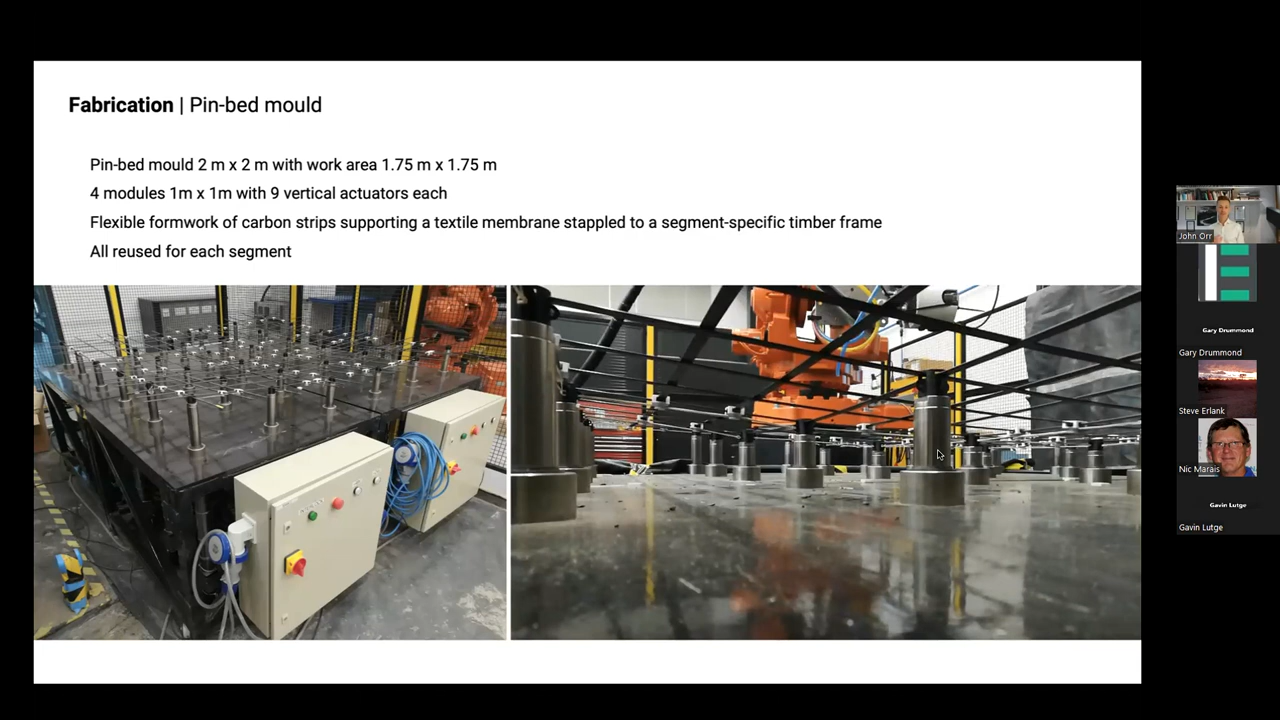 Fabrication | Pin-bed mould
Pin-bed mould 2 m x 2 m with work area 1.75 m x 1.75 m
4 modules 1m x 1m with 9 vertical actuators each
Flexible formwork of carbon strips supporting a textile membrane stappled to a segment-specific timber frame
All reused for each segment
John Orr
Gary Drummond
Gary Drummond
Steve Erlank
Nic Marais
Gavin Lutge
Gavin Lutge